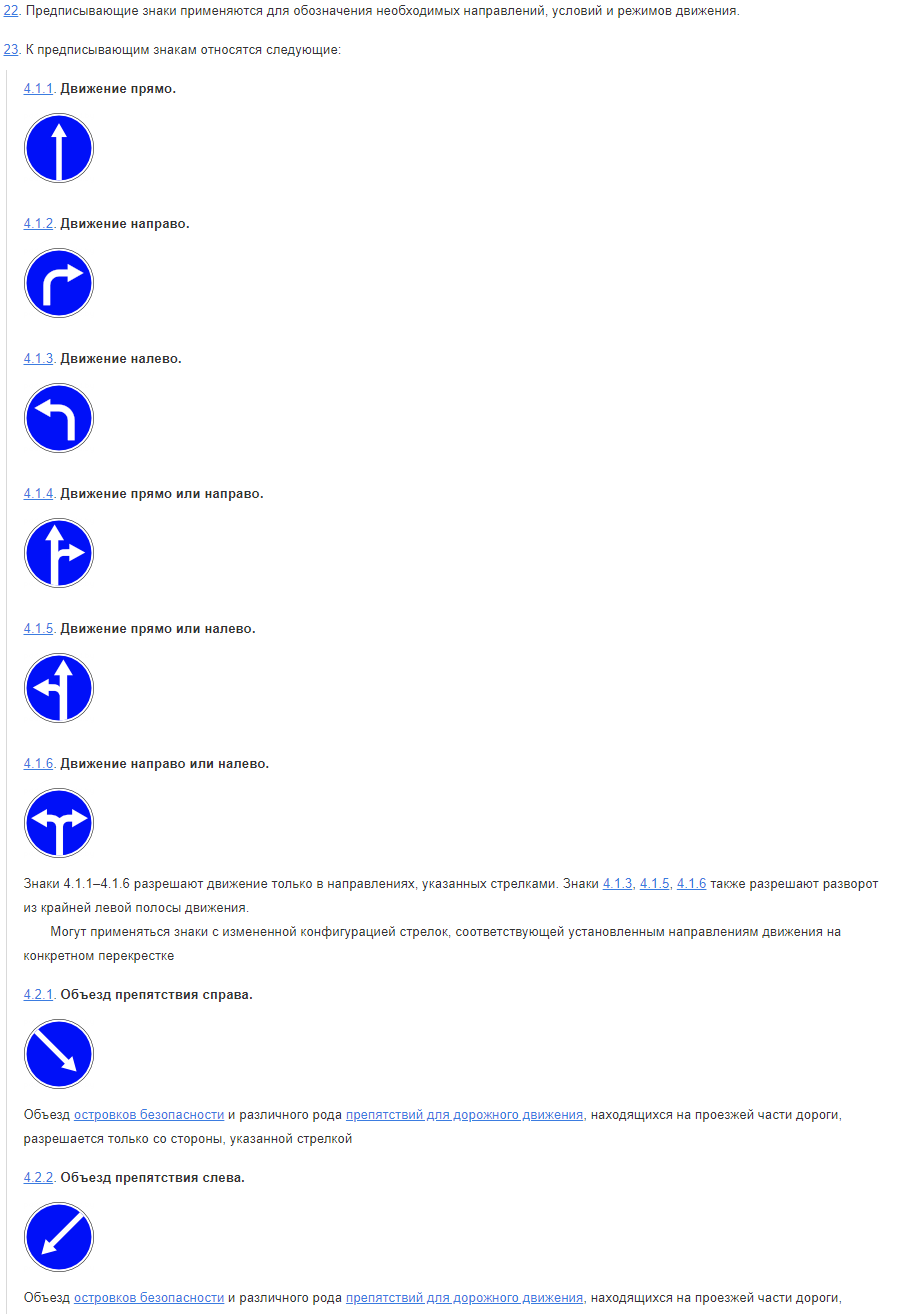 22. Предписывающие знаки применяются для обозначения необходимых направлений, условий и режимов движения.
23. К предписывающим знакам относятся следующие:
4.1.1. Движение прямо.
4.1.2. Движение направо.
4.1.3. Движение налево.
4.1.4. Движение прямо или направо.
4.1.5. Движение прямо или налево.
4.1.6. Движение направо или налево.
Знаки 4.1.1–4.1.6 разрешают движение только в направлениях, указанных стрелками. Знаки 4.1.3, 4.1.5, 4.1.6 также разрешают разворот
из крайней левой полосы движения.
Могут применяться знаки с измененной конфигурацией стрелок, соответствующей установленным направлениям движения на
конкретном перекрестке
4.2.1. Объезд препятствия справа.
Объезд островков безопасности и различного рода препятствий для дорожного движения, находящихся на проезжей части дороги,
разрешается только со стороны, указанной стрелкой
4.2.2. Объезд препятствия слева.
Объезд островков безопасности и различного рода препятствий для дорожного движения, находящихся на проезжей части дороги,